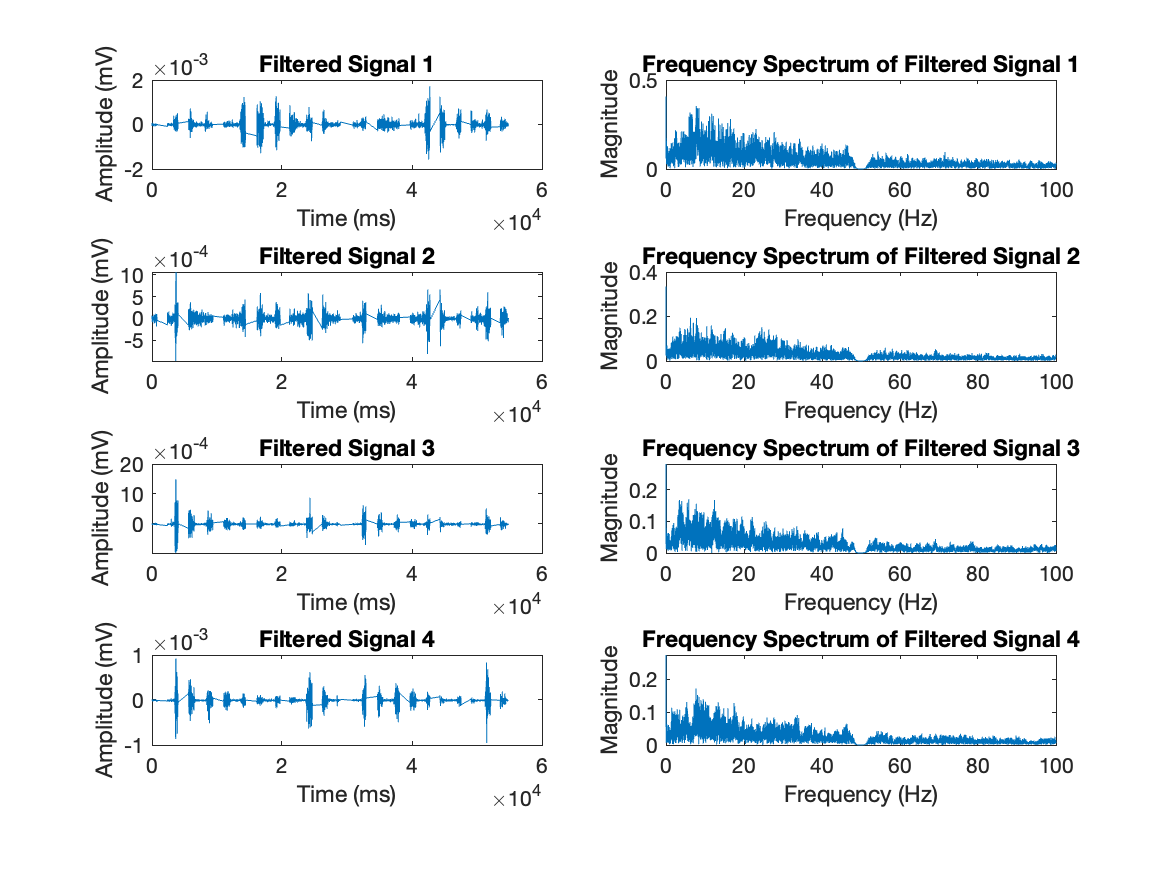 Filtered Signal 1
×10-3
Amplitude (mV)
2
0
-2
0 2 4 6
Time (ms)
×104
Frequency Spectrum of Filtered Signal 1
Magnitude
0.5
0
0 20 40 60 80 100
Frequency (Hz)
Filtered Signal 2
×10-4
Amplitude (mV)
10
5
0
-5
0 2 4 6
Time (ms)
×104
Frequency Spectrum of Filtered Signal 2
Magnitude
0.4
0.2
0
0 20 40 60 80 100
Frequency (Hz)
Filtered Signal 3
×10-4
Amplitude (mV)
20
10
0
0 2 4 6
Time (ms)
×104
Frequency Spectrum of Filtered Signal 3
Magnitude
0.2
0.1
0
0 20 40 60 80 100
Frequency (Hz)
Filtered Signal 4
×10-3
Amplitude (mV)
1
0
-1
0 2 4 6
Time (ms)
×104
Frequency Spectrum of Filtered Signal 4
Magnitude
0.2
0.1
0
0 20 40 60 80 100
Frequency (Hz)